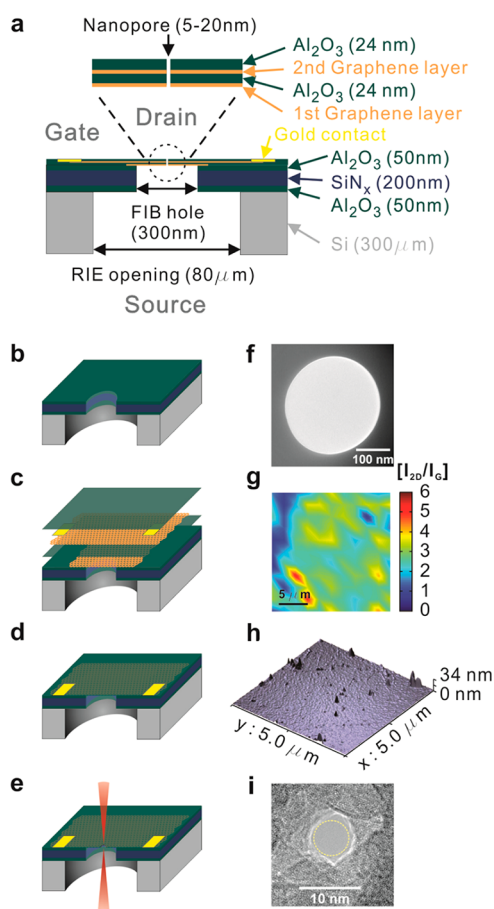 a
Nanopore (5-20nm)
Al₂O₃ (24 nm)
2nd Graphene layer
Al₂O₃ (24 nm)
1st Graphene layer
Gate
Drain
Gold contact
Al₂O₃ (50nm)
SiNₓ (200nm)
Al₂O₃ (50nm)
FIB hole
(300nm)
Si (300μm)
RIE opening (80μm)
Source
b
f
100 nm
c
g
[I₂D/I_G]
6
5
4
3
2
1
0
5 μm
d
h
34 nm
0 nm
y : 5.0 μm
x : 5.0 μm
e
i
10 nm